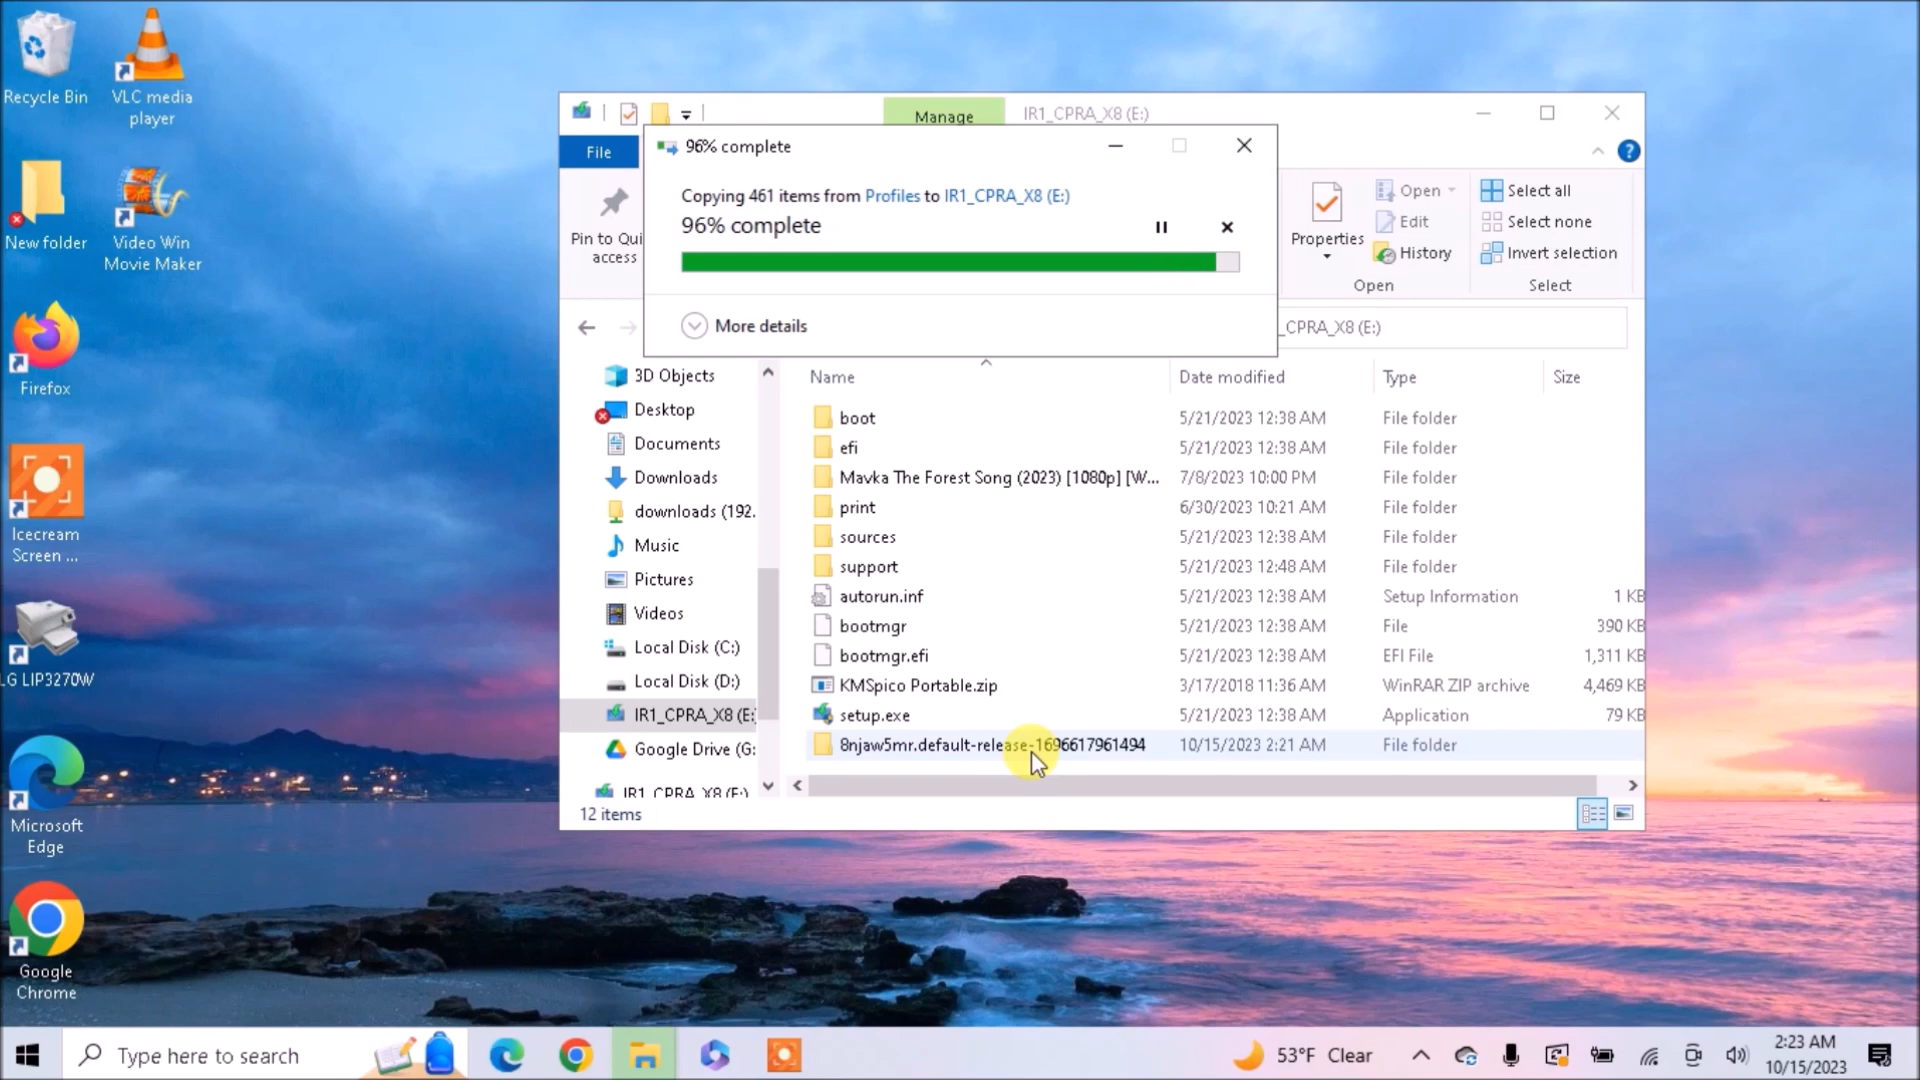 Recycle Bin
VLC media
player
New folder
Video Win
Movie Maker
Firefox
Icecream
Screen ...
LG LIP3270W
Microsoft
Edge
Google
Chrome
Manage
IR1_CPRA_X8 (E:)
File
96% complete
Copying 461 items from Profiles to IR1_CPRA_X8 (E:)
96% complete
More details
Pin to Qui
access
Properties
Open
Edit
History
Open
Select all
Select none
Invert selection
Select
_CPRA_X8 (E:)
3D Objects
Desktop
Documents
Downloads
downloads (192.
Music
Pictures
Videos
Local Disk (C:)
Local Disk (D:)
IR1_CPRA_X8 (E:
Google Drive (G:
IR1_CPRA_X8 (E:)
Name Date modified Type Size
boot 5/21/2023 12:38 AM File folder
efi 5/21/2023 12:38 AM File folder
Mavka The Forest Song (2023) [1080p] [W... 7/8/2023 10:00 PM File folder
print 6/30/2023 10:21 AM File folder
sources 5/21/2023 12:38 AM File folder
support 5/21/2023 12:48 AM File folder
autorun.inf 5/21/2023 12:38 AM Setup Information 1 KB
bootmgr 5/21/2023 12:38 AM File 390 KB
bootmgr.efi 5/21/2023 12:38 AM EFI File 1,311 KB
KMSpico Portable.zip 3/17/2018 11:36 AM WinRAR ZIP archive 4,469 KB
setup.exe 5/21/2023 12:38 AM Application 79 KB
8njaw5mr.default-release-1696617961494 10/15/2023 2:21 AM File folder
12 items
Type here to search
53°F Clear
2:23 AM
10/15/2023